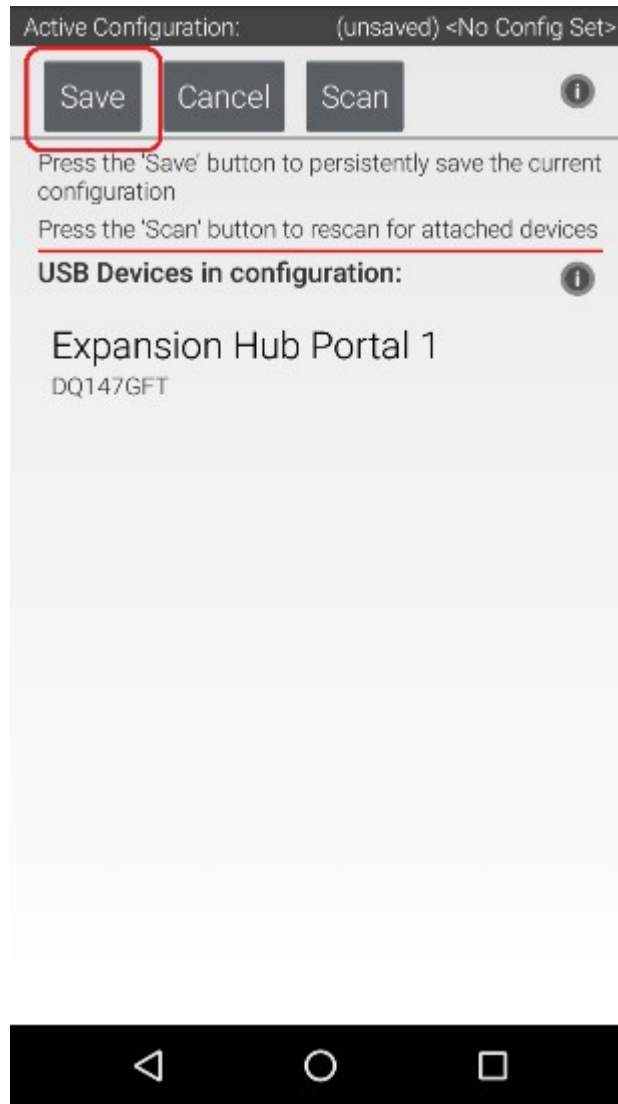 Active Configuration: (unsaved) <No Config Set>
Save Cancel Scan
Press the 'Save' button to persistently save the current
configuration
Press the 'Scan' button to rescan for attached devices
USB Devices in configuration:
Expansion Hub Portal 1
DQ147GFT